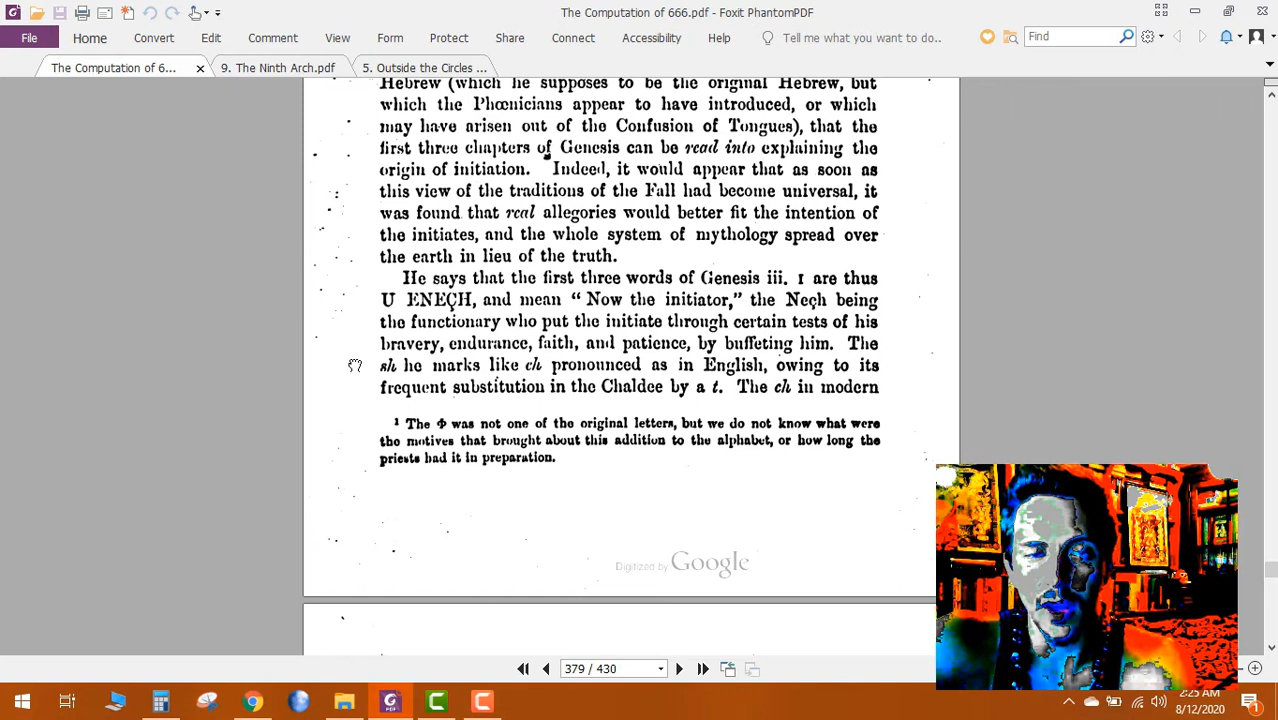 The Computation of 666.pdf - Foxit PhantomPDF
File Home Convert Edit Comment View Form Protect Share Connect Accessibility Help Tell me what you want to do.. Find
The Computation of 6... 9. The Ninth Arch.pdf 5. Outside the Circles ...
Hebrew (which he supposes to be the original Hebrew, but
which the Phœnicians appear to have introduced, or which
may have arisen out of the Confusion of Tongues), that the
first three chapters of Genesis can be read into explaining the
origin of initiation. Indeed, it would appear that as soon as
this view of the traditions of the Fall had become universal, it
was found that real allegories would better fit the intention of
the initiates, and the whole system of mythology spread over
the earth in lieu of the truth.
He says that the first three words of Genesis iii. 1 are thus
U ENEÇH, and mean “ Now the initiator,” the Neçh being
the functionary who put the initiate through certain tests of his
bravery, endurance, faith, and patience, by buffeting him. The
sh he marks like ch pronounced as in English, owing to its
frequent substitution in the Chaldee by a t. The ch in modern
1 The Φ was not one of the original letters, but we do not know what were
the motives that brought about this addition to the alphabet, or how long the
priests had it in preparation.
Digitized by Google
379 / 430
2:25 AM
8/12/2020